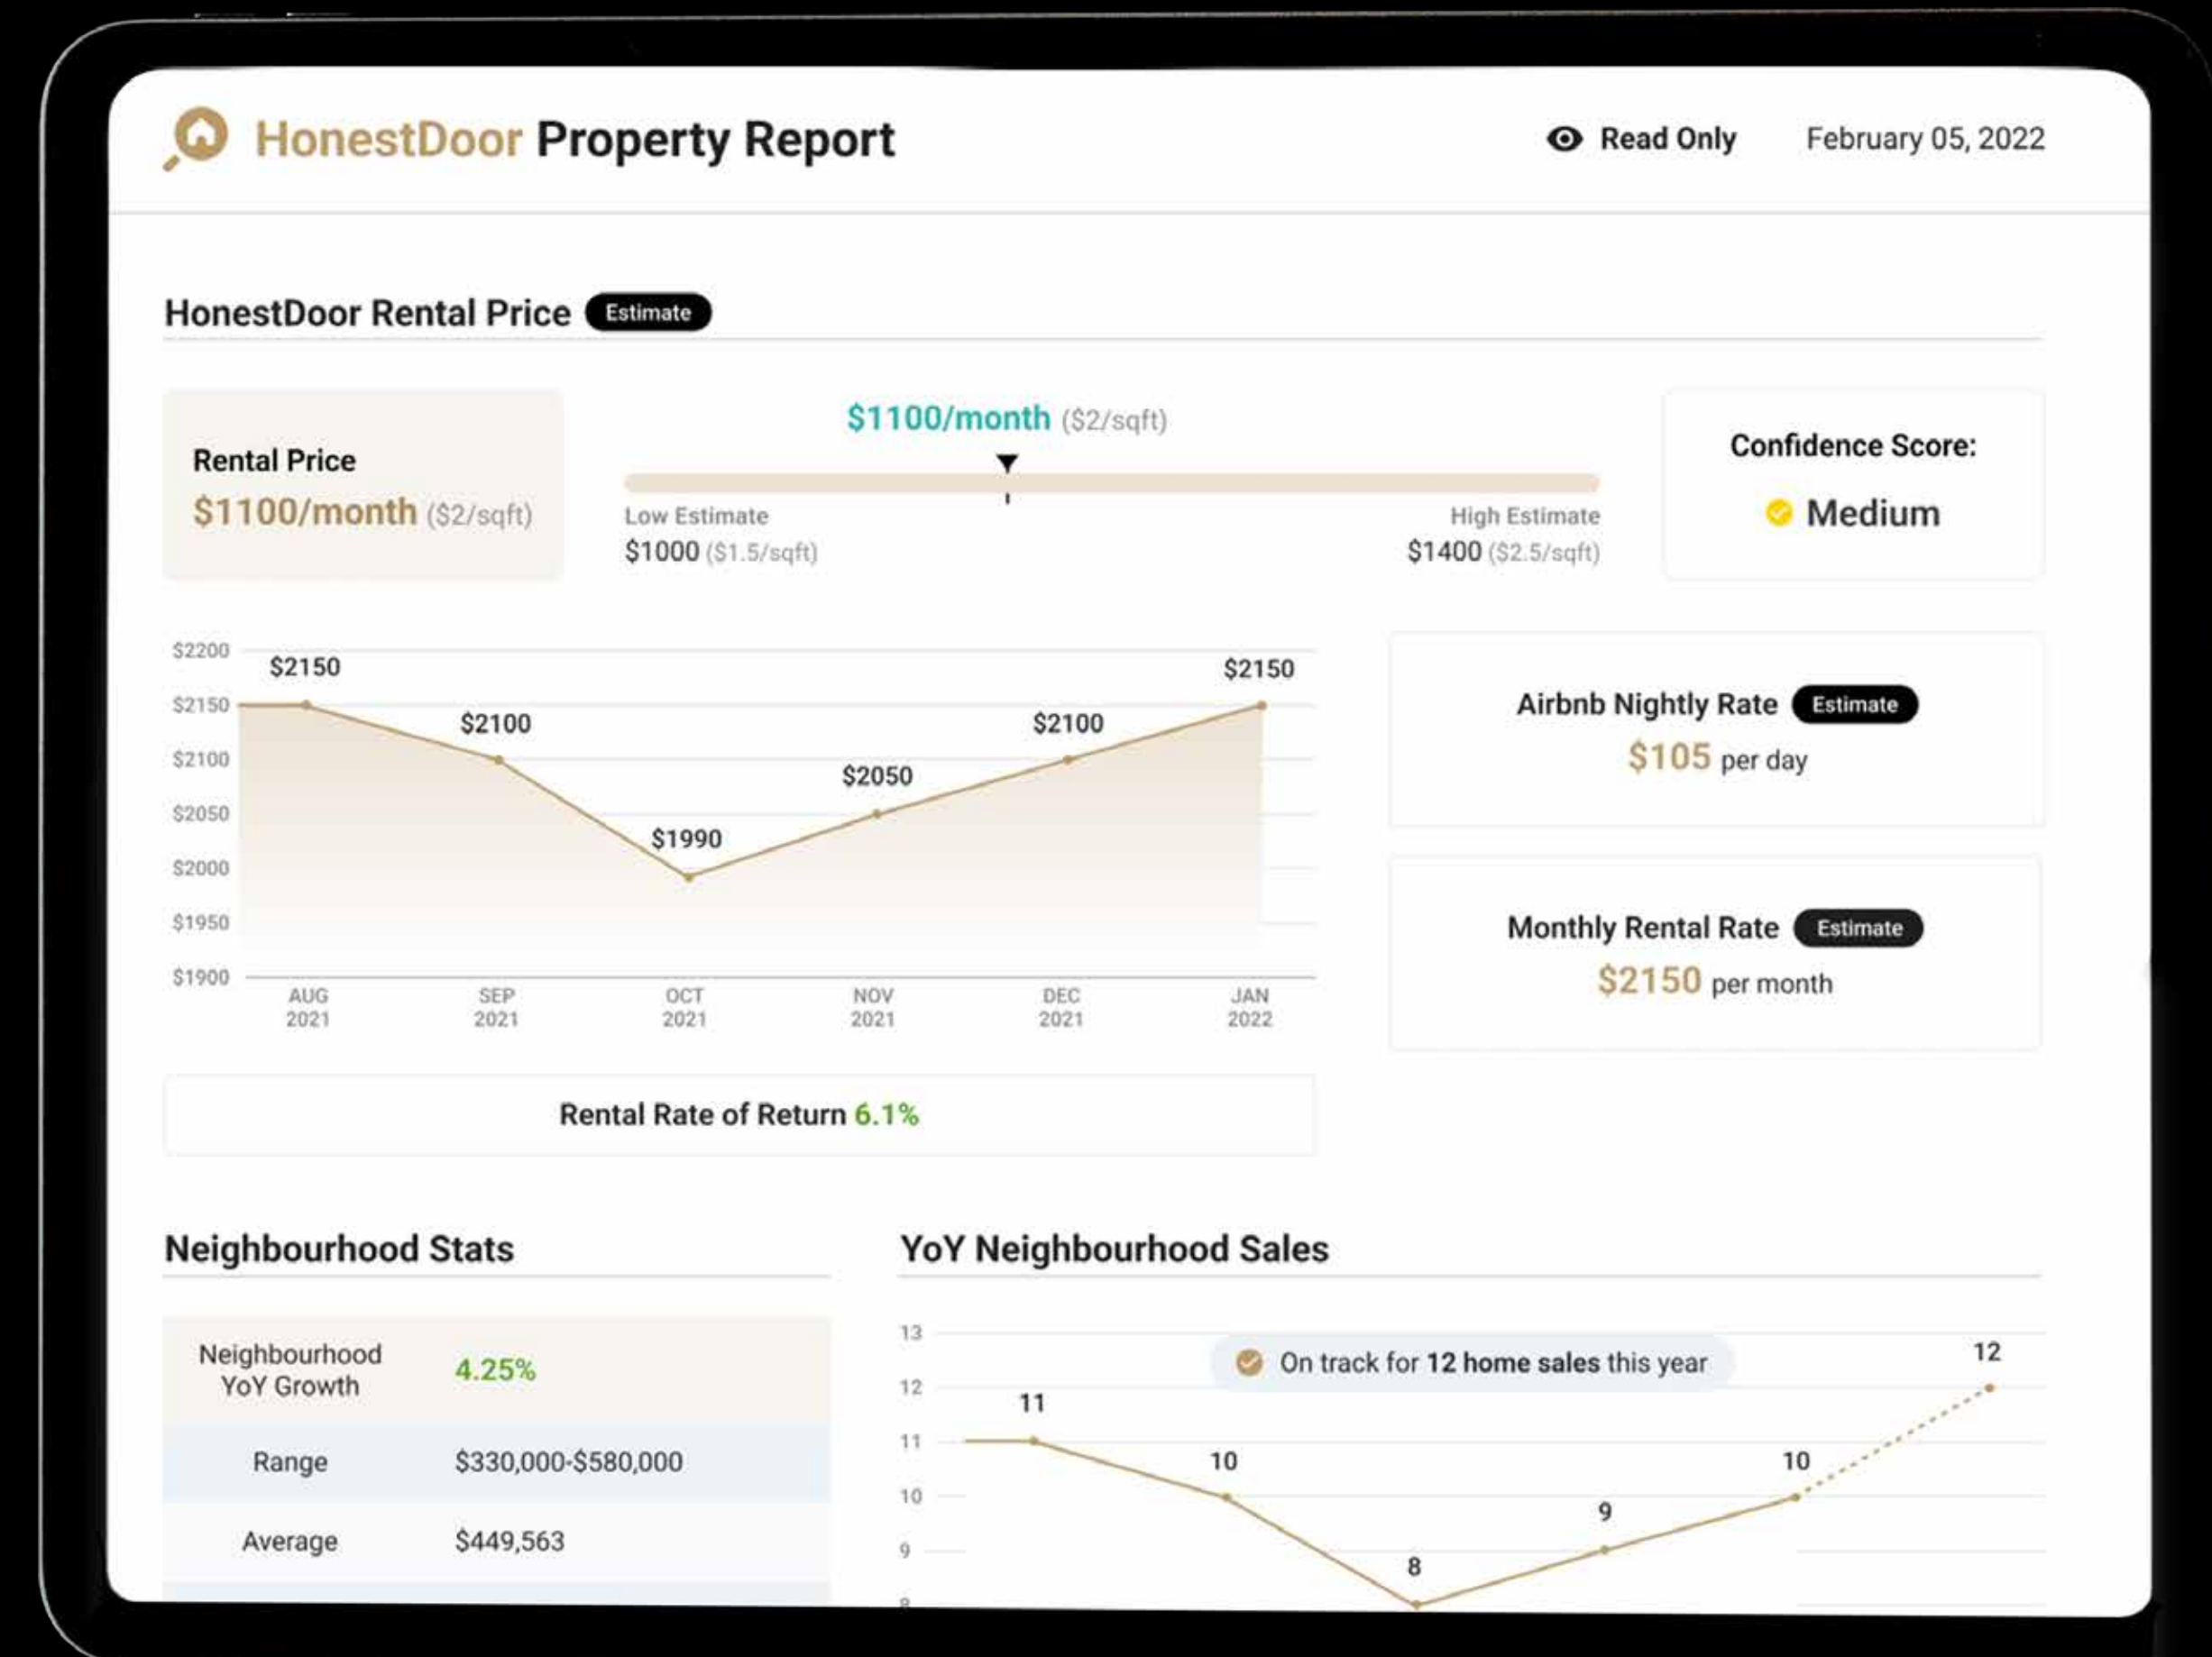 HonestDoor Property Report
Read Only
February 05, 2022
HonestDoor Rental Price Estimate
Rental Price
$1100/month ($2/sqft)
$1100/month ($2/sqft)
Low Estimate
$1000 ($1.5/sqft)
High Estimate
$1400 ($2.5/sqft)
Confidence Score:
Medium
$2200
$2150
$2100
$2050
$2000
$1950
$1900
$2150
$2100
$1990
$2050
$2100
$2150
AUG
2021
SEP
2021
OCT
2021
NOV
2021
DEC
2021
JAN
2022
Airbnb Nightly Rate Estimate
$105 per day
Monthly Rental Rate Estimate
$2150 per month
Rental Rate of Return 6.1%
Neighbourhood Stats
Neighbourhood
YoY Growth
4.25%
Range
$330,000-$580,000
Average
$449,563
YoY Neighbourhood Sales
On track for 12 home sales this year
13
12
11
10
9
8
11
10
8
9
10
12